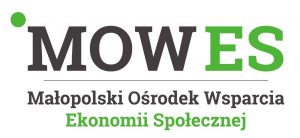 MOWES
Małopolski Ośrodek Wsparcia
Ekonomii Społecznej